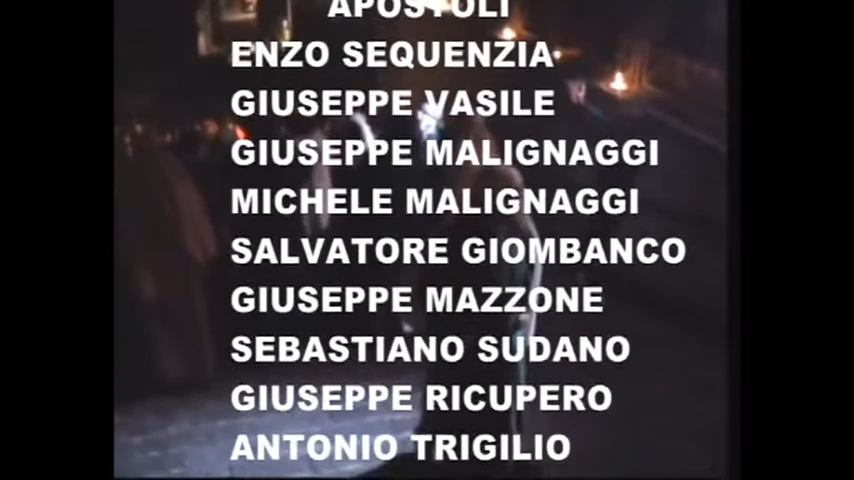 APOSTOLI
ENZO SEQUENZIA
GIUSEPPE VASILE
GIUSEPPE MALIGNAGGI
MICHELE MALIGNAGGI
SALVATORE GIOMBANCO
GIUSEPPE MAZZONE
SEBASTIANO SUDANO
GIUSEPPE RICUPERO
ANTONIO TRIGILIO